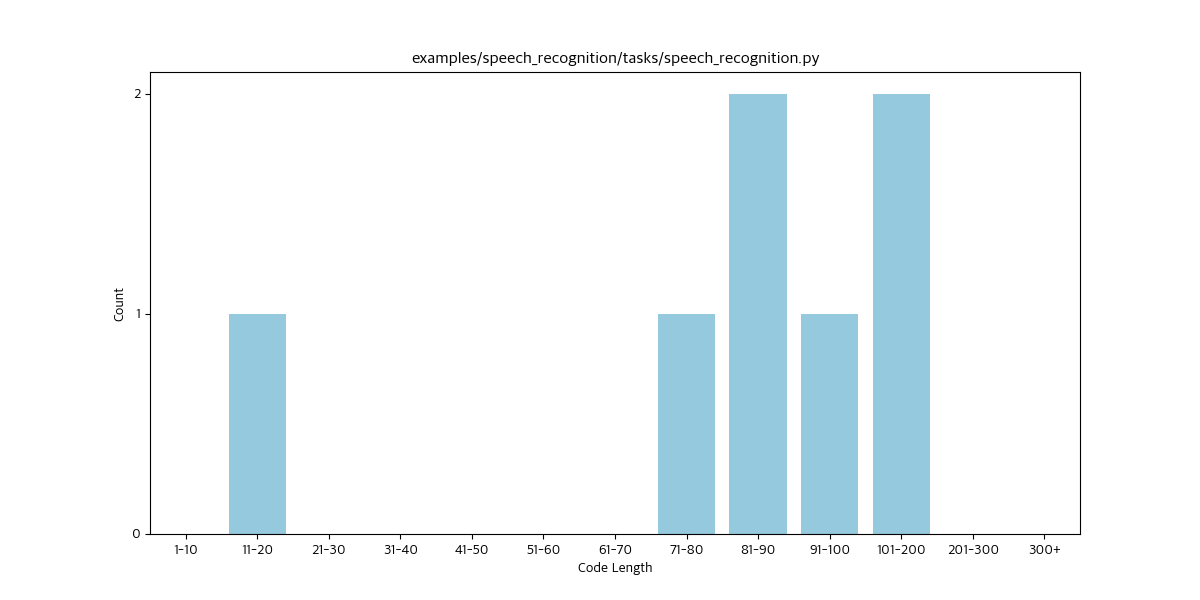 examples/speech_recognition/tasks/speech_recognition.py
2
1
0
Count
1-10 11-20 21-30 31-40 41-50 51-60 61-70 71-80 81-90 91-100 101-200 201-300 300+
Code Length